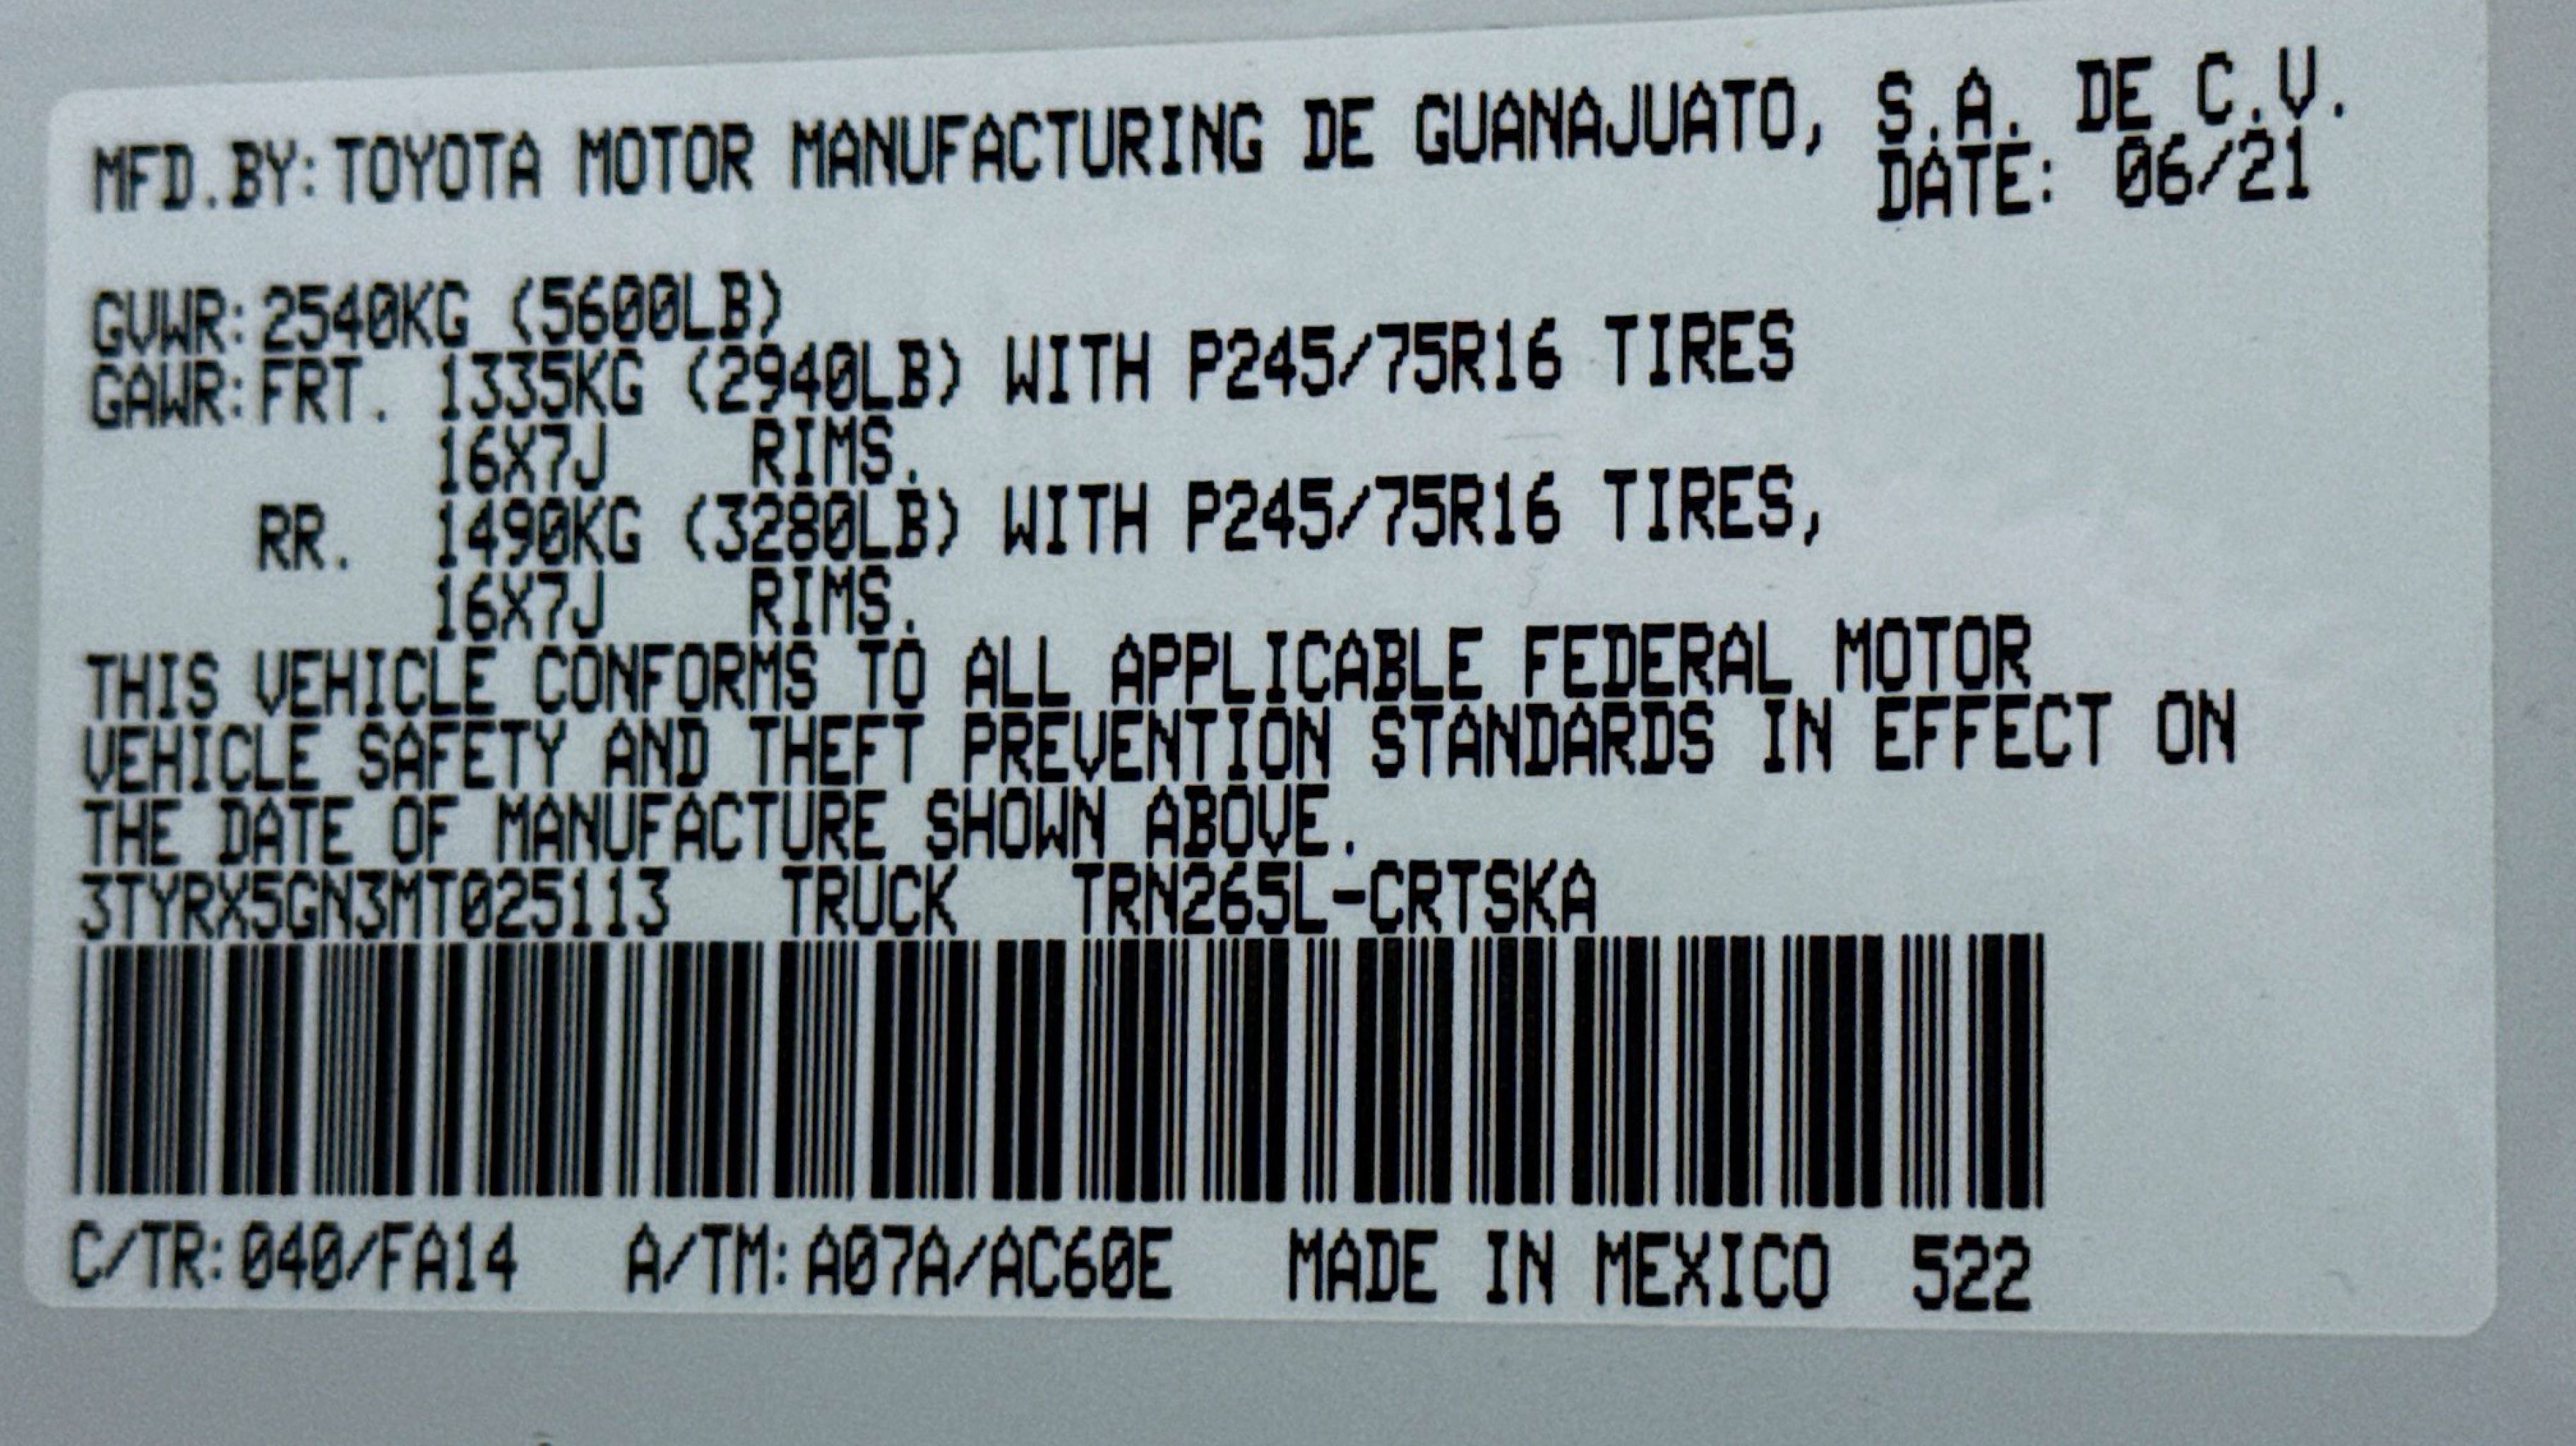 MFD.BY:TOYOTA MOTOR MANUFACTURING DE GUANAJUATO, S.A. DE C.V.
DATE: 06/21
GVWR:2540KG (5600LB)
GAWR:FRT. 1335KG (2940LB) WITH P245/75R16 TIRES
16X7J RIMS.
RR. 1490KG (3280LB) WITH P245/75R16 TIRES,
16X7J RIMS.
THIS VEHICLE CONFORMS TO ALL APPLICABLE FEDERAL MOTOR
VEHICLE SAFETY AND THEFT PREVENTION STANDARDS IN EFFECT ON
THE DATE OF MANUFACTURE SHOWN ABOVE.
3TYRX5GN3MT025113 TRUCK TRN265L-CRTSKA
C/TR:040/FA14 A/TM:A07A/AC60E MADE IN MEXICO 522